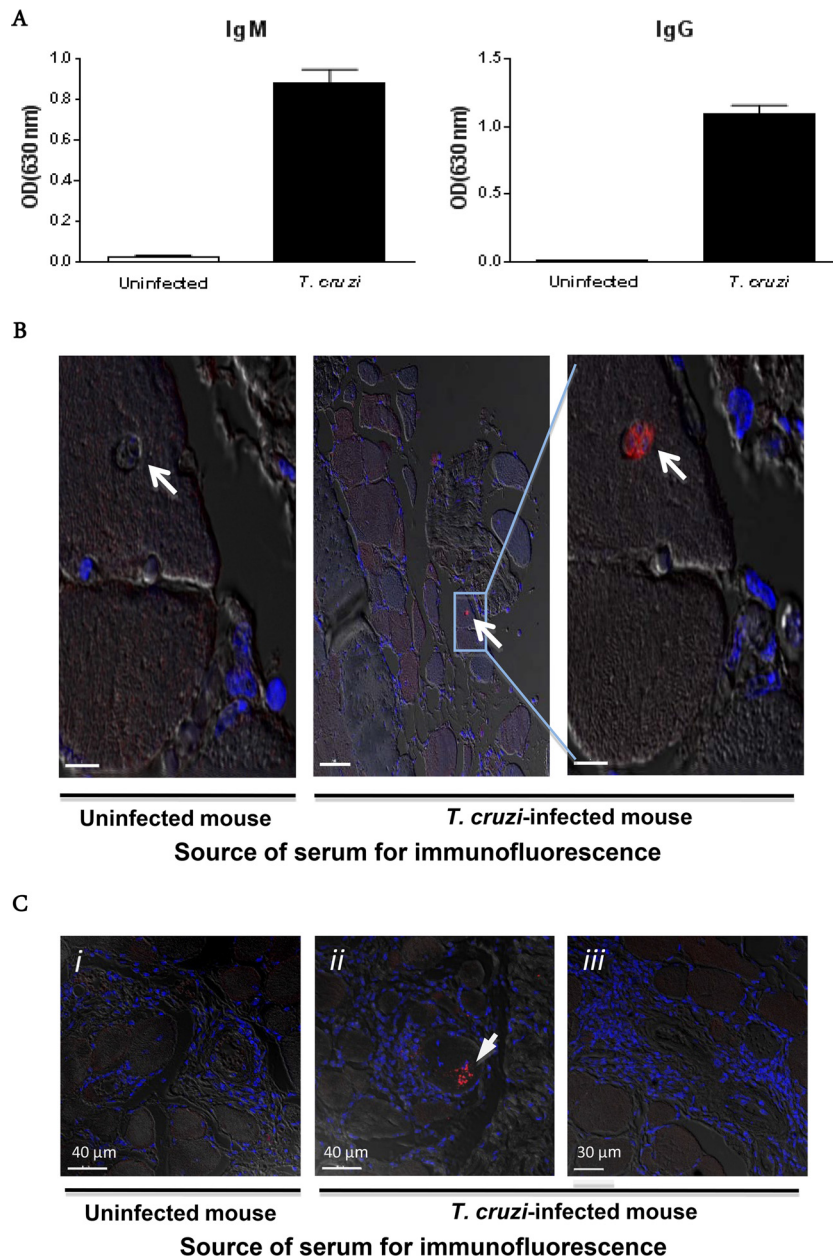 A
IgM
IgG
OD(630 nm)
1.0
0.8
0.6
0.4
0.2
0.0
Uninfected
T. cruzi
OD(630 nm)
1.5
1.0
0.5
0.0
Uninfected
T. cruzi
B
Uninfected mouse
T. cruzi-infected mouse
Source of serum for immunofluorescence
C
i
ii
iii
40 µm
40 µm
30 µm
Uninfected mouse
T. cruzi-infected mouse
Source of serum for immunofluorescence